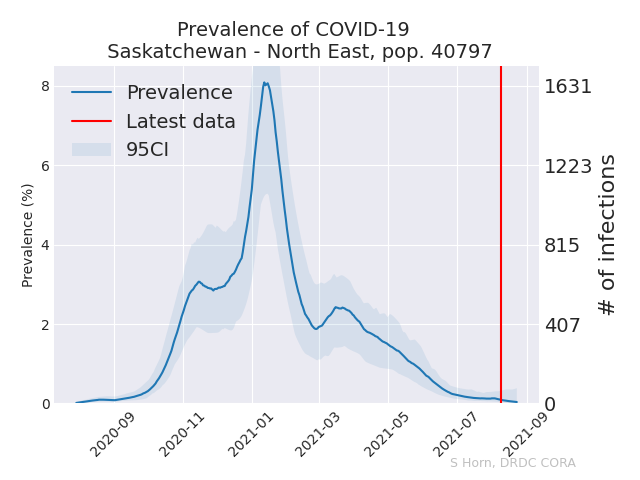 Prevalence of COVID-19
Saskatchewan - North East, pop. 40797
Prevalence
Latest data
95CI
Prevalence (%)
8
6
4
2
0
1631
1223
815
407
0
# of infections
2020-09
2020-11
2021-01
2021-03
2021-05
2021-07
2021-09
S Horn, DRDC CORA